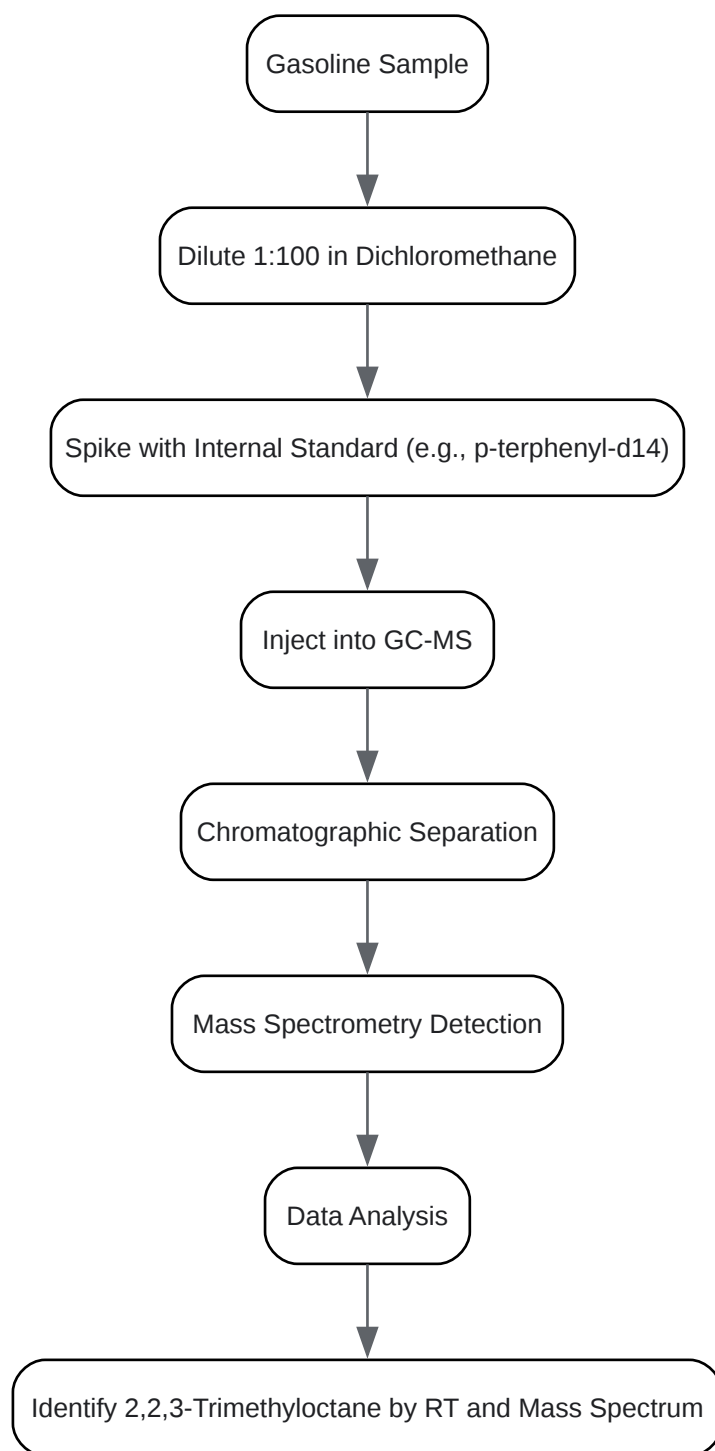 Gasoline Sample
Dilute 1:100 in Dichloromethane
Spike with Internal Standard (e.g., p-terphenyl-d14)
Inject into GC-MS
Chromatographic Separation
Mass Spectrometry Detection
Data Analysis
Identify 2,2,3-Trimethyloctane by RT and Mass Spectrum